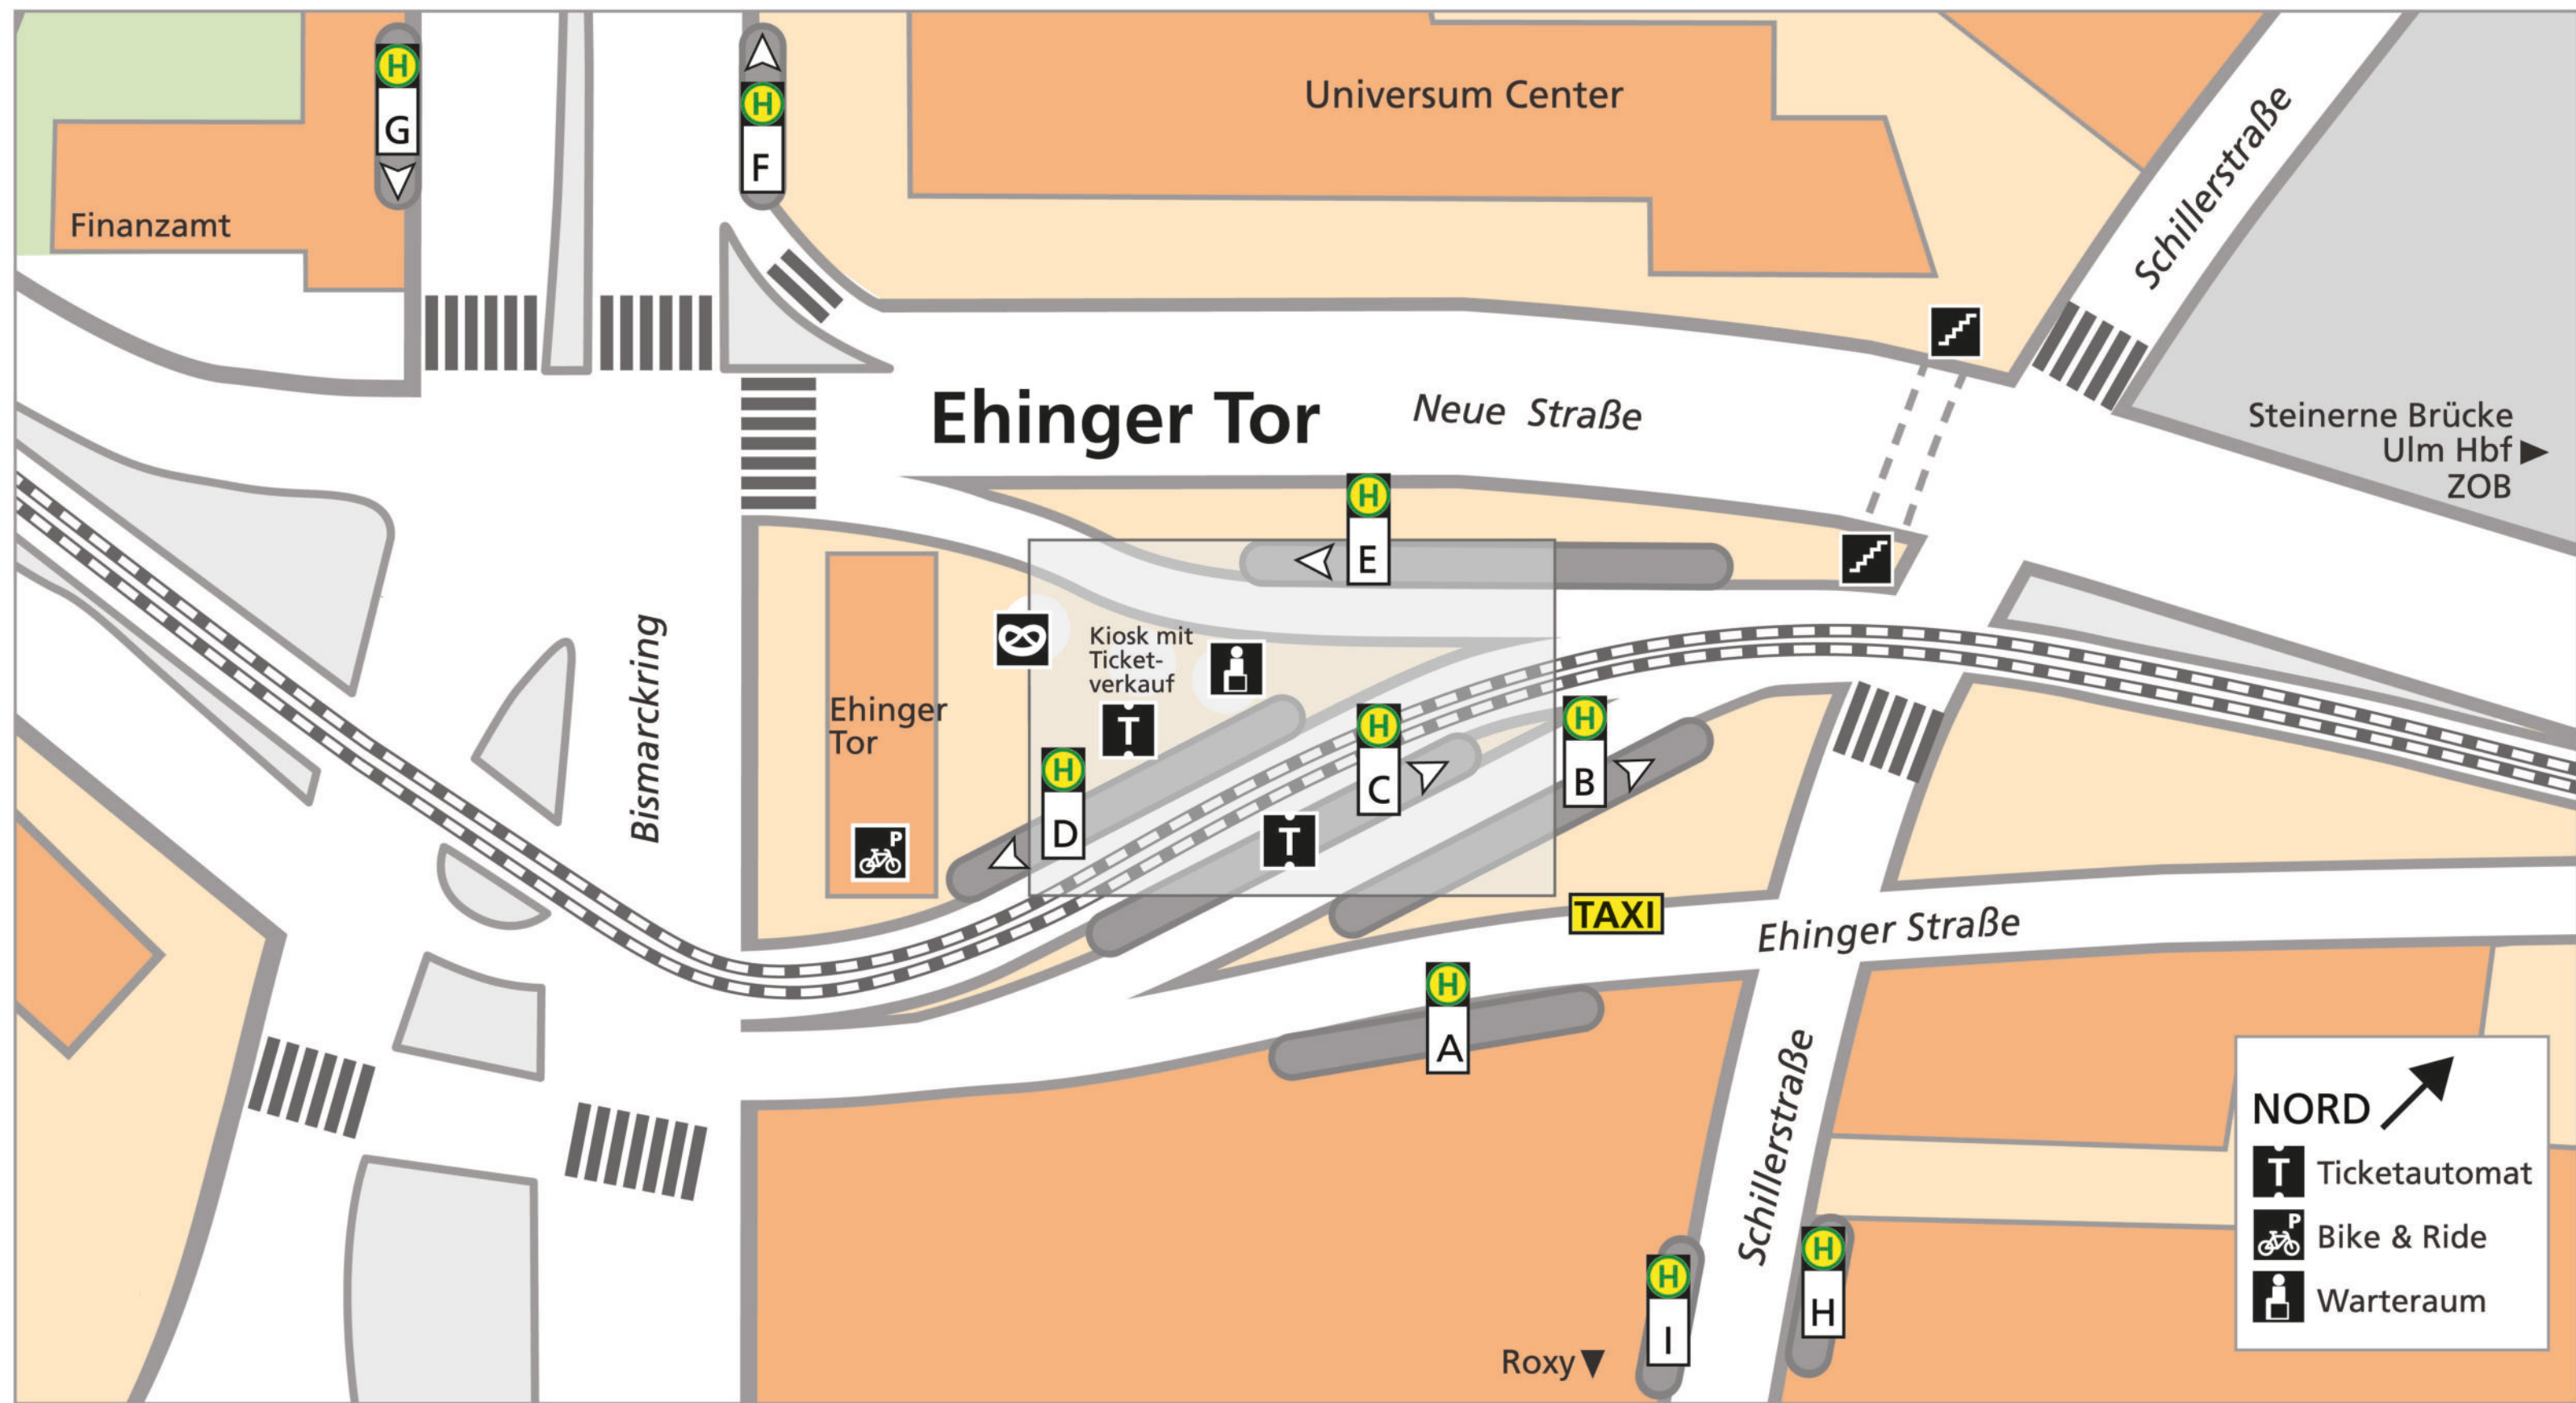 H
G
H
F
Finanzamt
Universum Center
Schillerstraße
Ehinger Tor
Neue Straße
Steinerne Brücke
Ulm Hbf
ZOB
H
E
Kiosk mit
Ticket-
verkauf
T
Ehinger
Tor
Bismarckring
P
H
D
H
C
H
B
T
TAXI
Ehinger Straße
H
A
Schillerstraße
H
I
H
H
Roxy
NORD
T
Ticketautomat
P
Bike & Ride
Warteraum